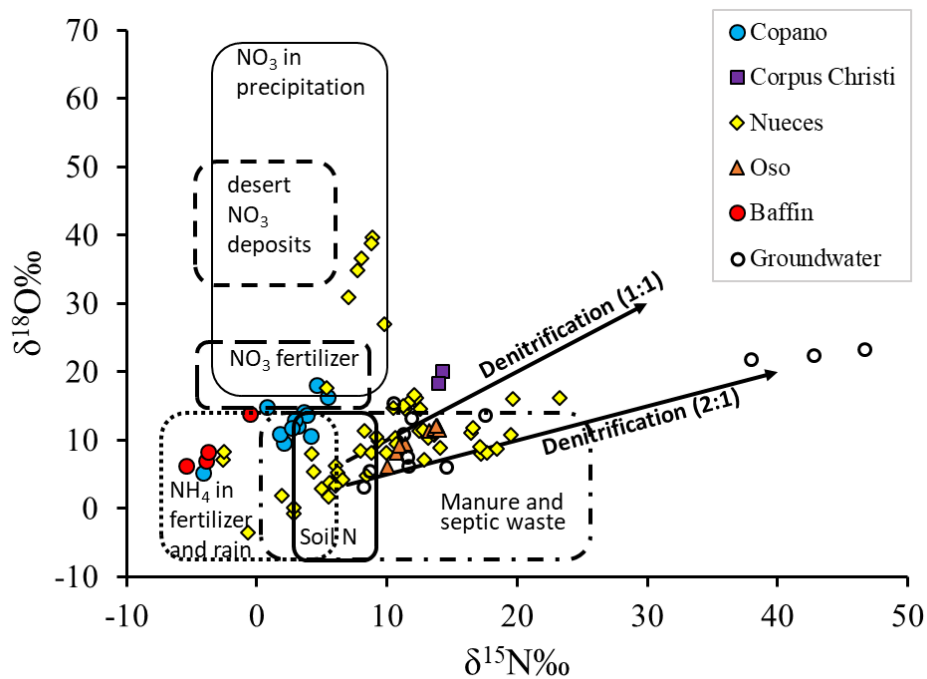 70
60
50
40
30
20
10
0
-10
-10
0
10
20
30
40
50
δ18O‰
δ15N‰
NO3 in
precipitation
desert
NO3
deposits
NO3 fertilizer
NH4 in
fertilizer
and rain
Soil N
Manure and
septic waste
Denitrification (1:1)
Denitrification (2:1)
Copano
Corpus Christi
Nueces
Oso
Baffin
Groundwater